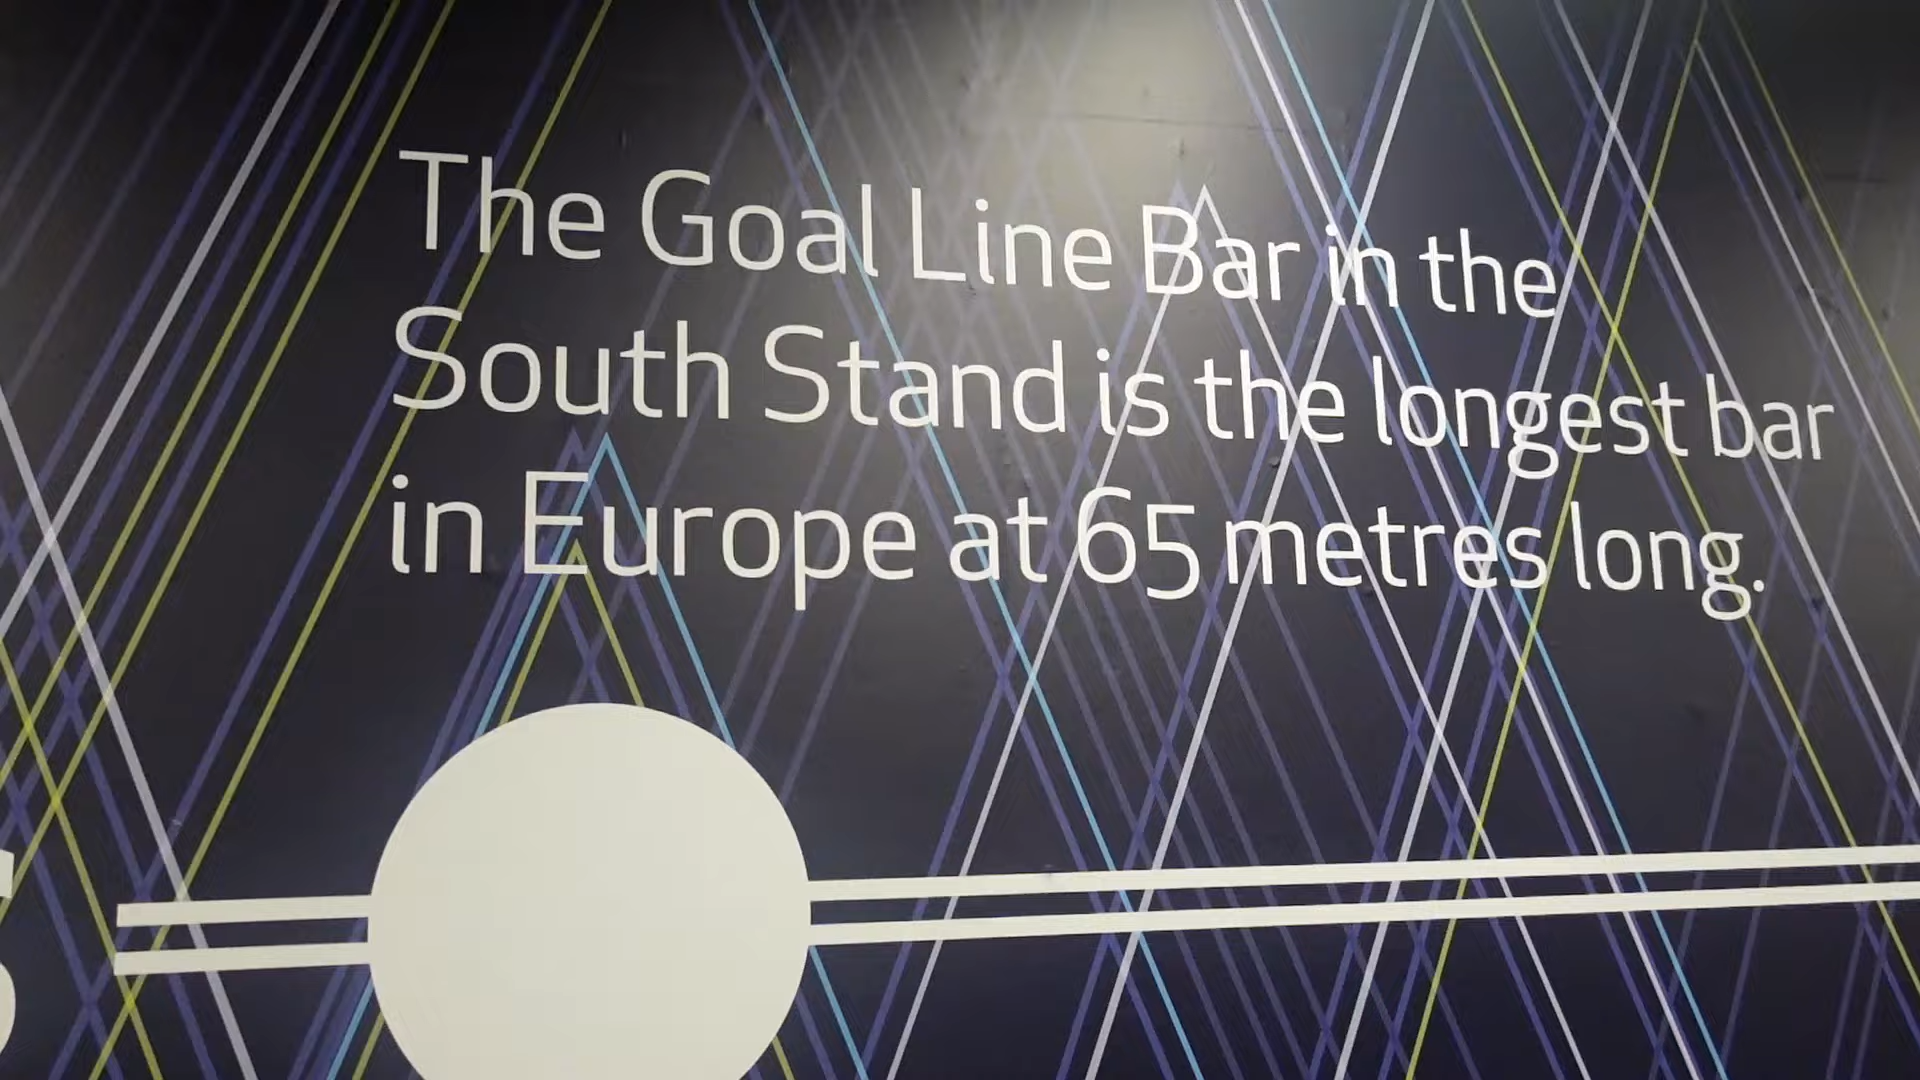 The Goal Line Bar in the
South Stand is the longest bar
in Europe at 65 metres long.